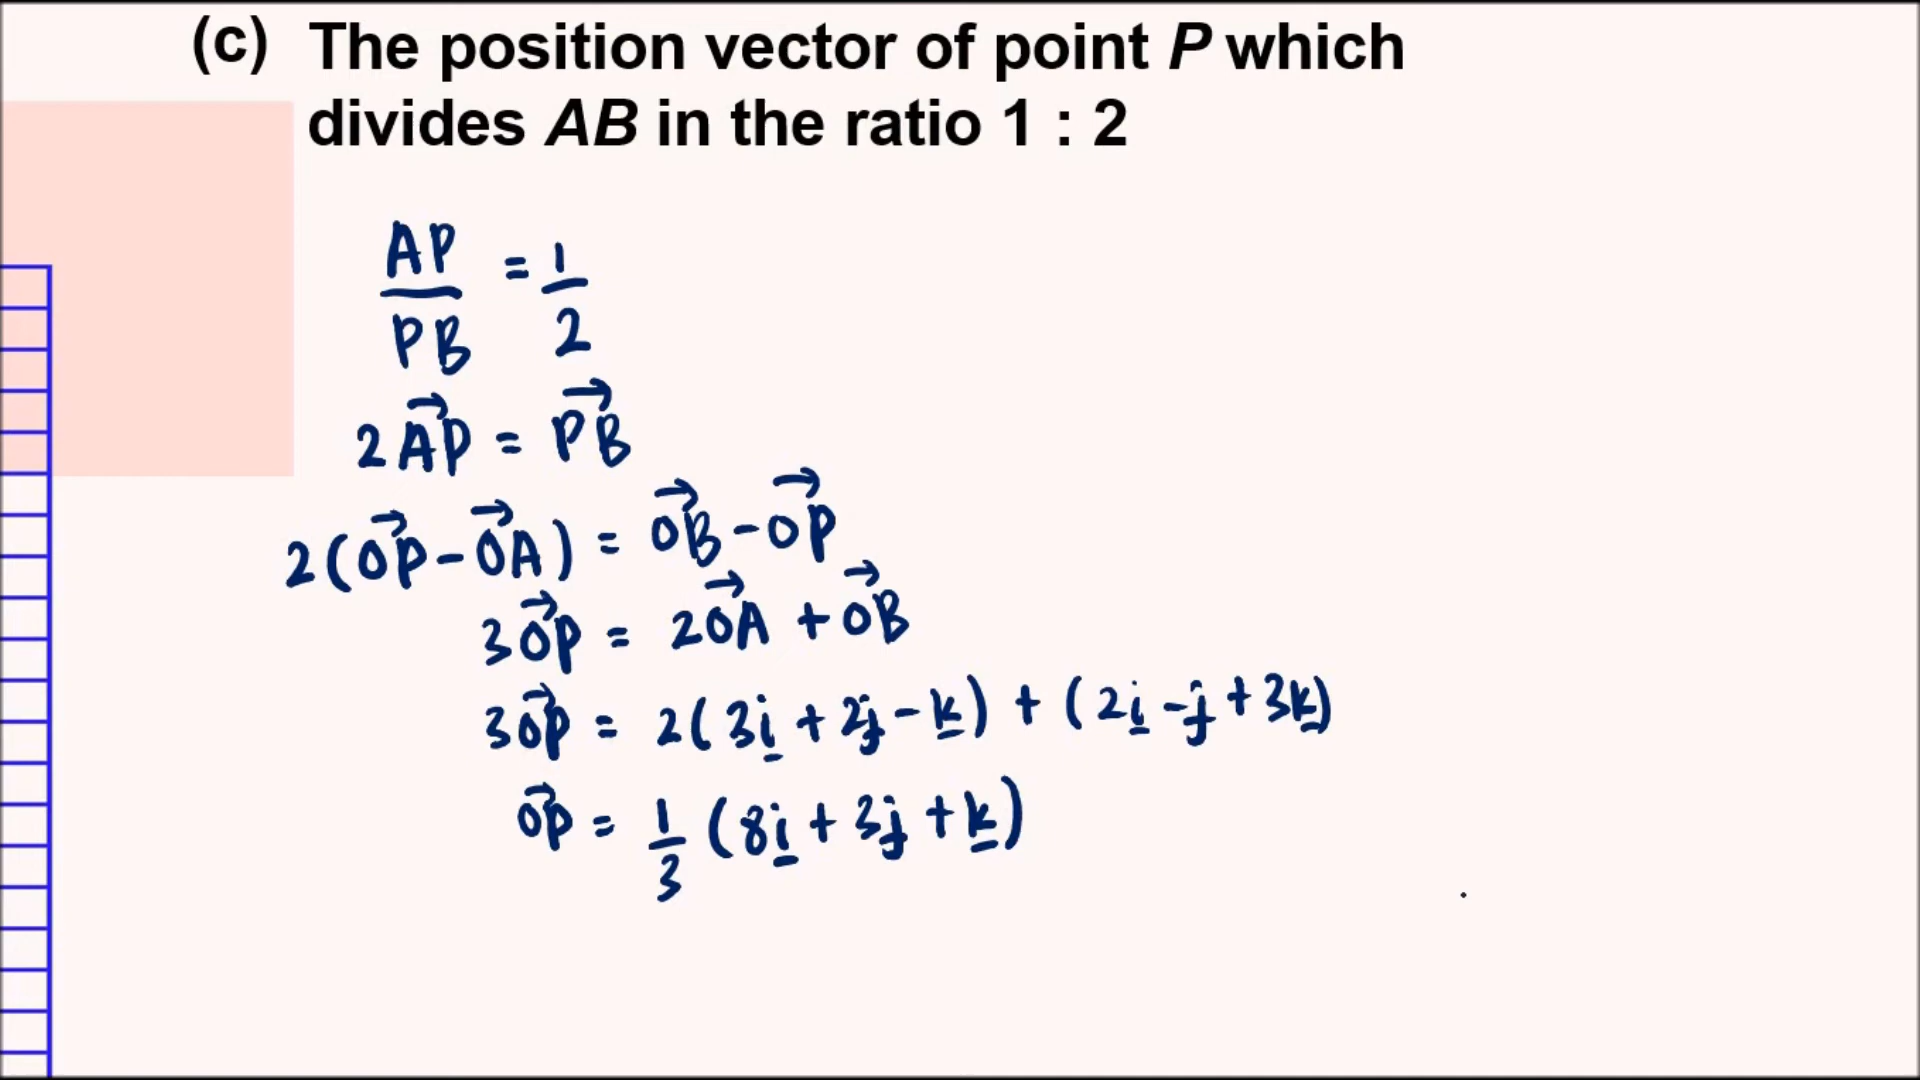 (c) The position vector of point P which
divides AB in the ratio 1 : 2
AP/PB = 1/2
2AP⃗ = PB⃗
2(OP⃗ - OA⃗) = OB⃗ - OP⃗
3OP⃗ = 2OA⃗ + OB⃗
3OP⃗ = 2(3i + 2j - k) + (2i - j + 3k)
OP⃗ = 1/3 (8i + 3j + k)